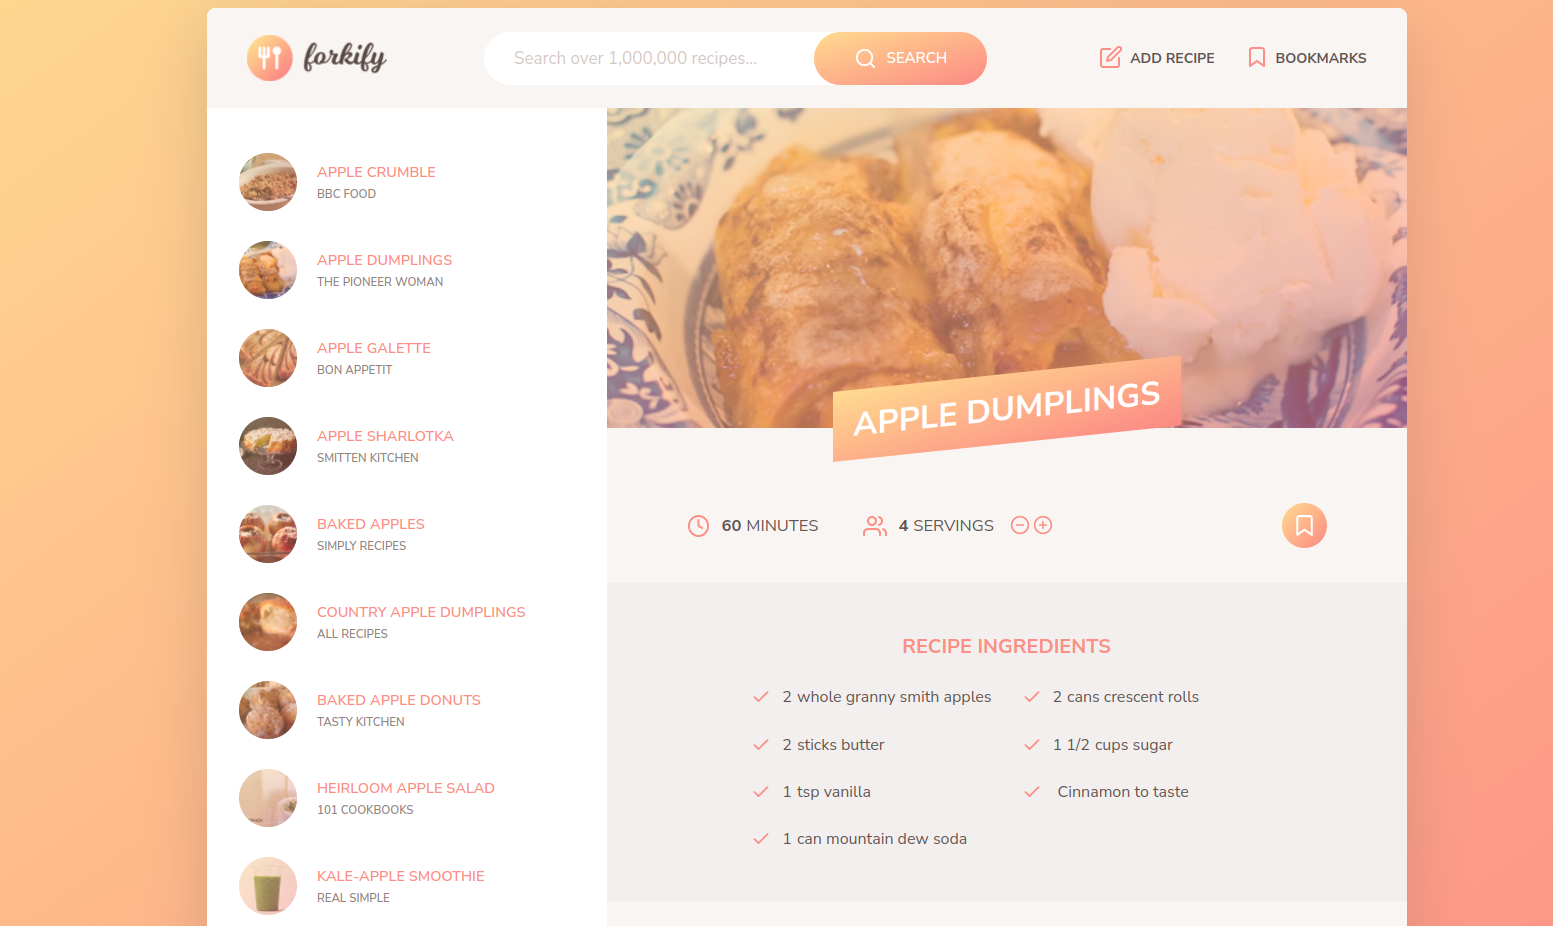 forkify
Search over 1,000,000 recipes...
SEARCH
ADD RECIPE
BOOKMARKS
APPLE CRUMBLE
BBC FOOD
APPLE DUMPLINGS
THE PIONEER WOMAN
APPLE GALETTE
BON APPETIT
APPLE SHARLOTKA
SMITTEN KITCHEN
BAKED APPLES
SIMPLY RECIPES
COUNTRY APPLE DUMPLINGS
ALL RECIPES
BAKED APPLE DONUTS
TASTY KITCHEN
HEIRLOOM APPLE SALAD
101 COOKBOOKS
KALE-APPLE SMOOTHIE
REAL SIMPLE
APPLE DUMPLINGS
60 MINUTES
4 SERVINGS
RECIPE INGREDIENTS
2 whole granny smith apples
2 cans crescent rolls
2 sticks butter
1 1/2 cups sugar
1 tsp vanilla
Cinnamon to taste
1 can mountain dew soda